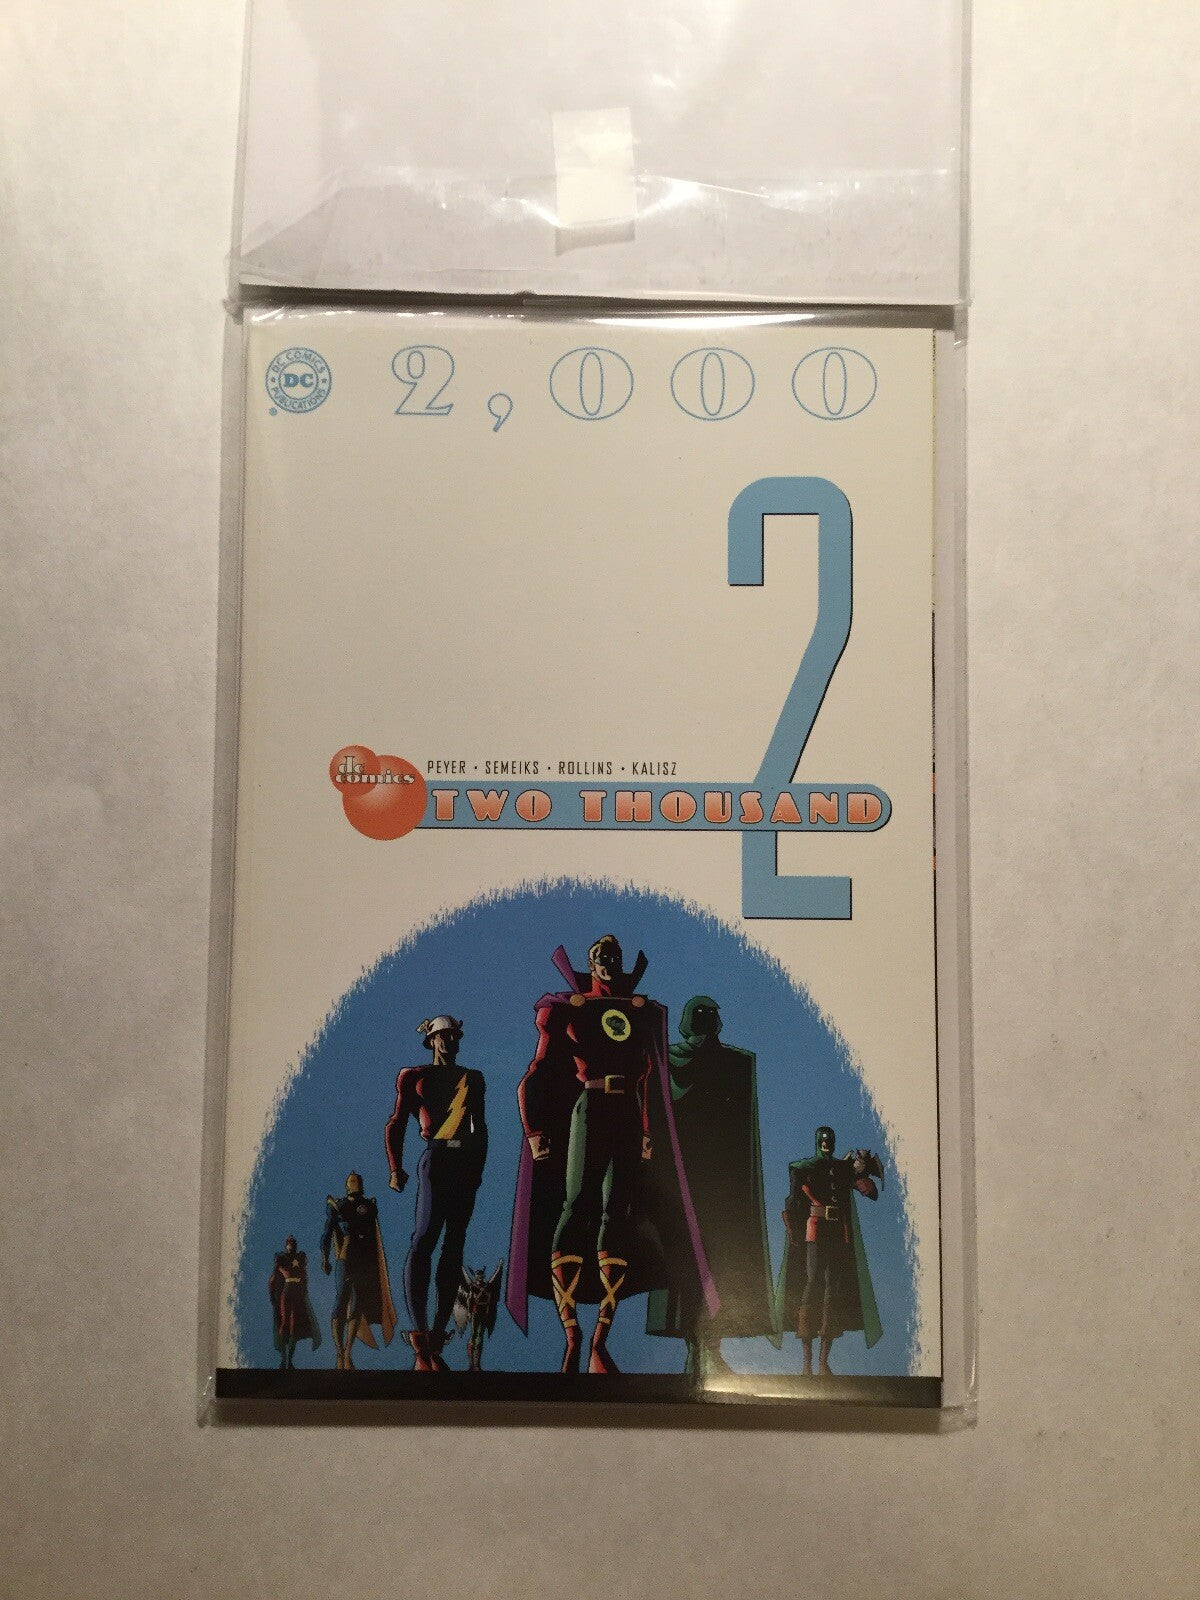 DC COMICS
DC
PUBLICATIONS
®
2,000
2
dc
comics
PEYER • SEMEIKS • ROLLINS • KALISZ
TWO THOUSAND